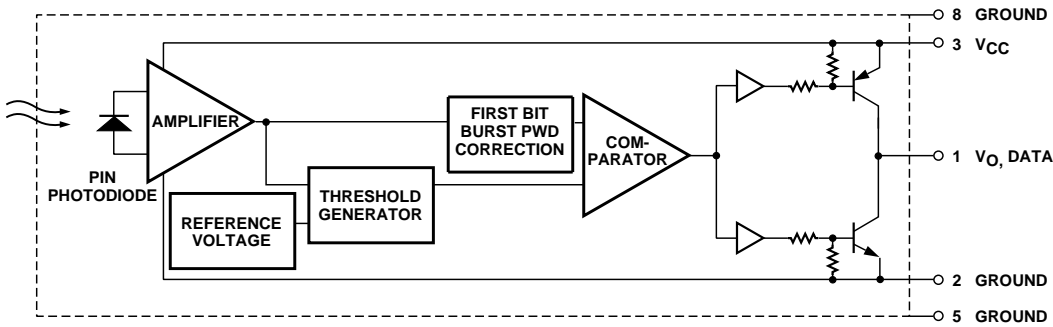 8 GROUND
3 VCC
AMPLIFIER
FIRST BIT
BURST PWD
CORRECTION
COM-
PARATOR
1 VO, DATA
PIN
PHOTODIODE
THRESHOLD
GENERATOR
REFERENCE
VOLTAGE
2 GROUND
5 GROUND